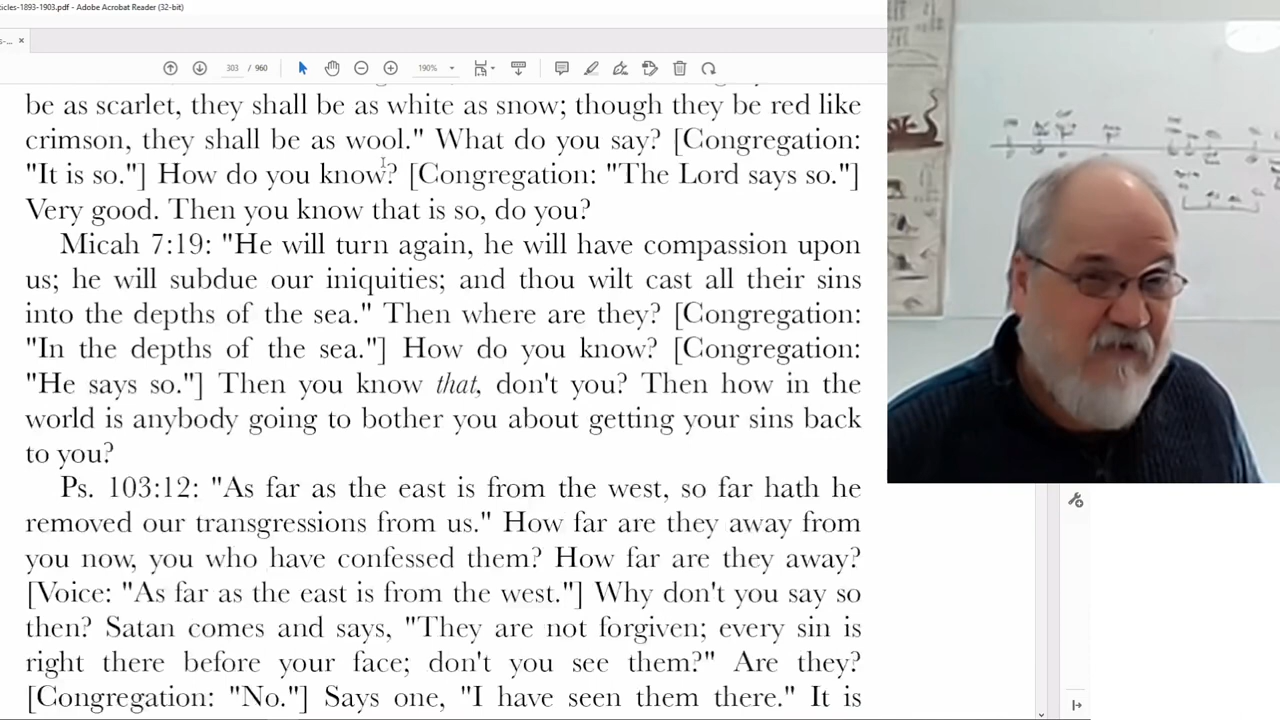 ticles-1893-1903.pdf - Adobe Acrobat Reader (32-bit)
s-... ×
303 / 960
190%
be as scarlet, they shall be as white as snow; though they be red like
crimson, they shall be as wool." What do you say? [Congregation:
"It is so."] How do you know? [Congregation: "The Lord says so."]
Very good. Then you know that is so, do you?
Micah 7:19: "He will turn again, he will have compassion upon
us; he will subdue our iniquities; and thou wilt cast all their sins
into the depths of the sea." Then where are they? [Congregation:
"In the depths of the sea."] How do you know? [Congregation:
"He says so."] Then you know that, don't you? Then how in the
world is anybody going to bother you about getting your sins back
to you?
Ps. 103:12: "As far as the east is from the west, so far hath he
removed our transgressions from us." How far are they away from
you now, you who have confessed them? How far are they away?
[Voice: "As far as the east is from the west."] Why don't you say so
then? Satan comes and says, "They are not forgiven; every sin is
right there before your face; don't you see them?" Are they?
[Congregation: "No."] Says one, "I have seen them there." It is